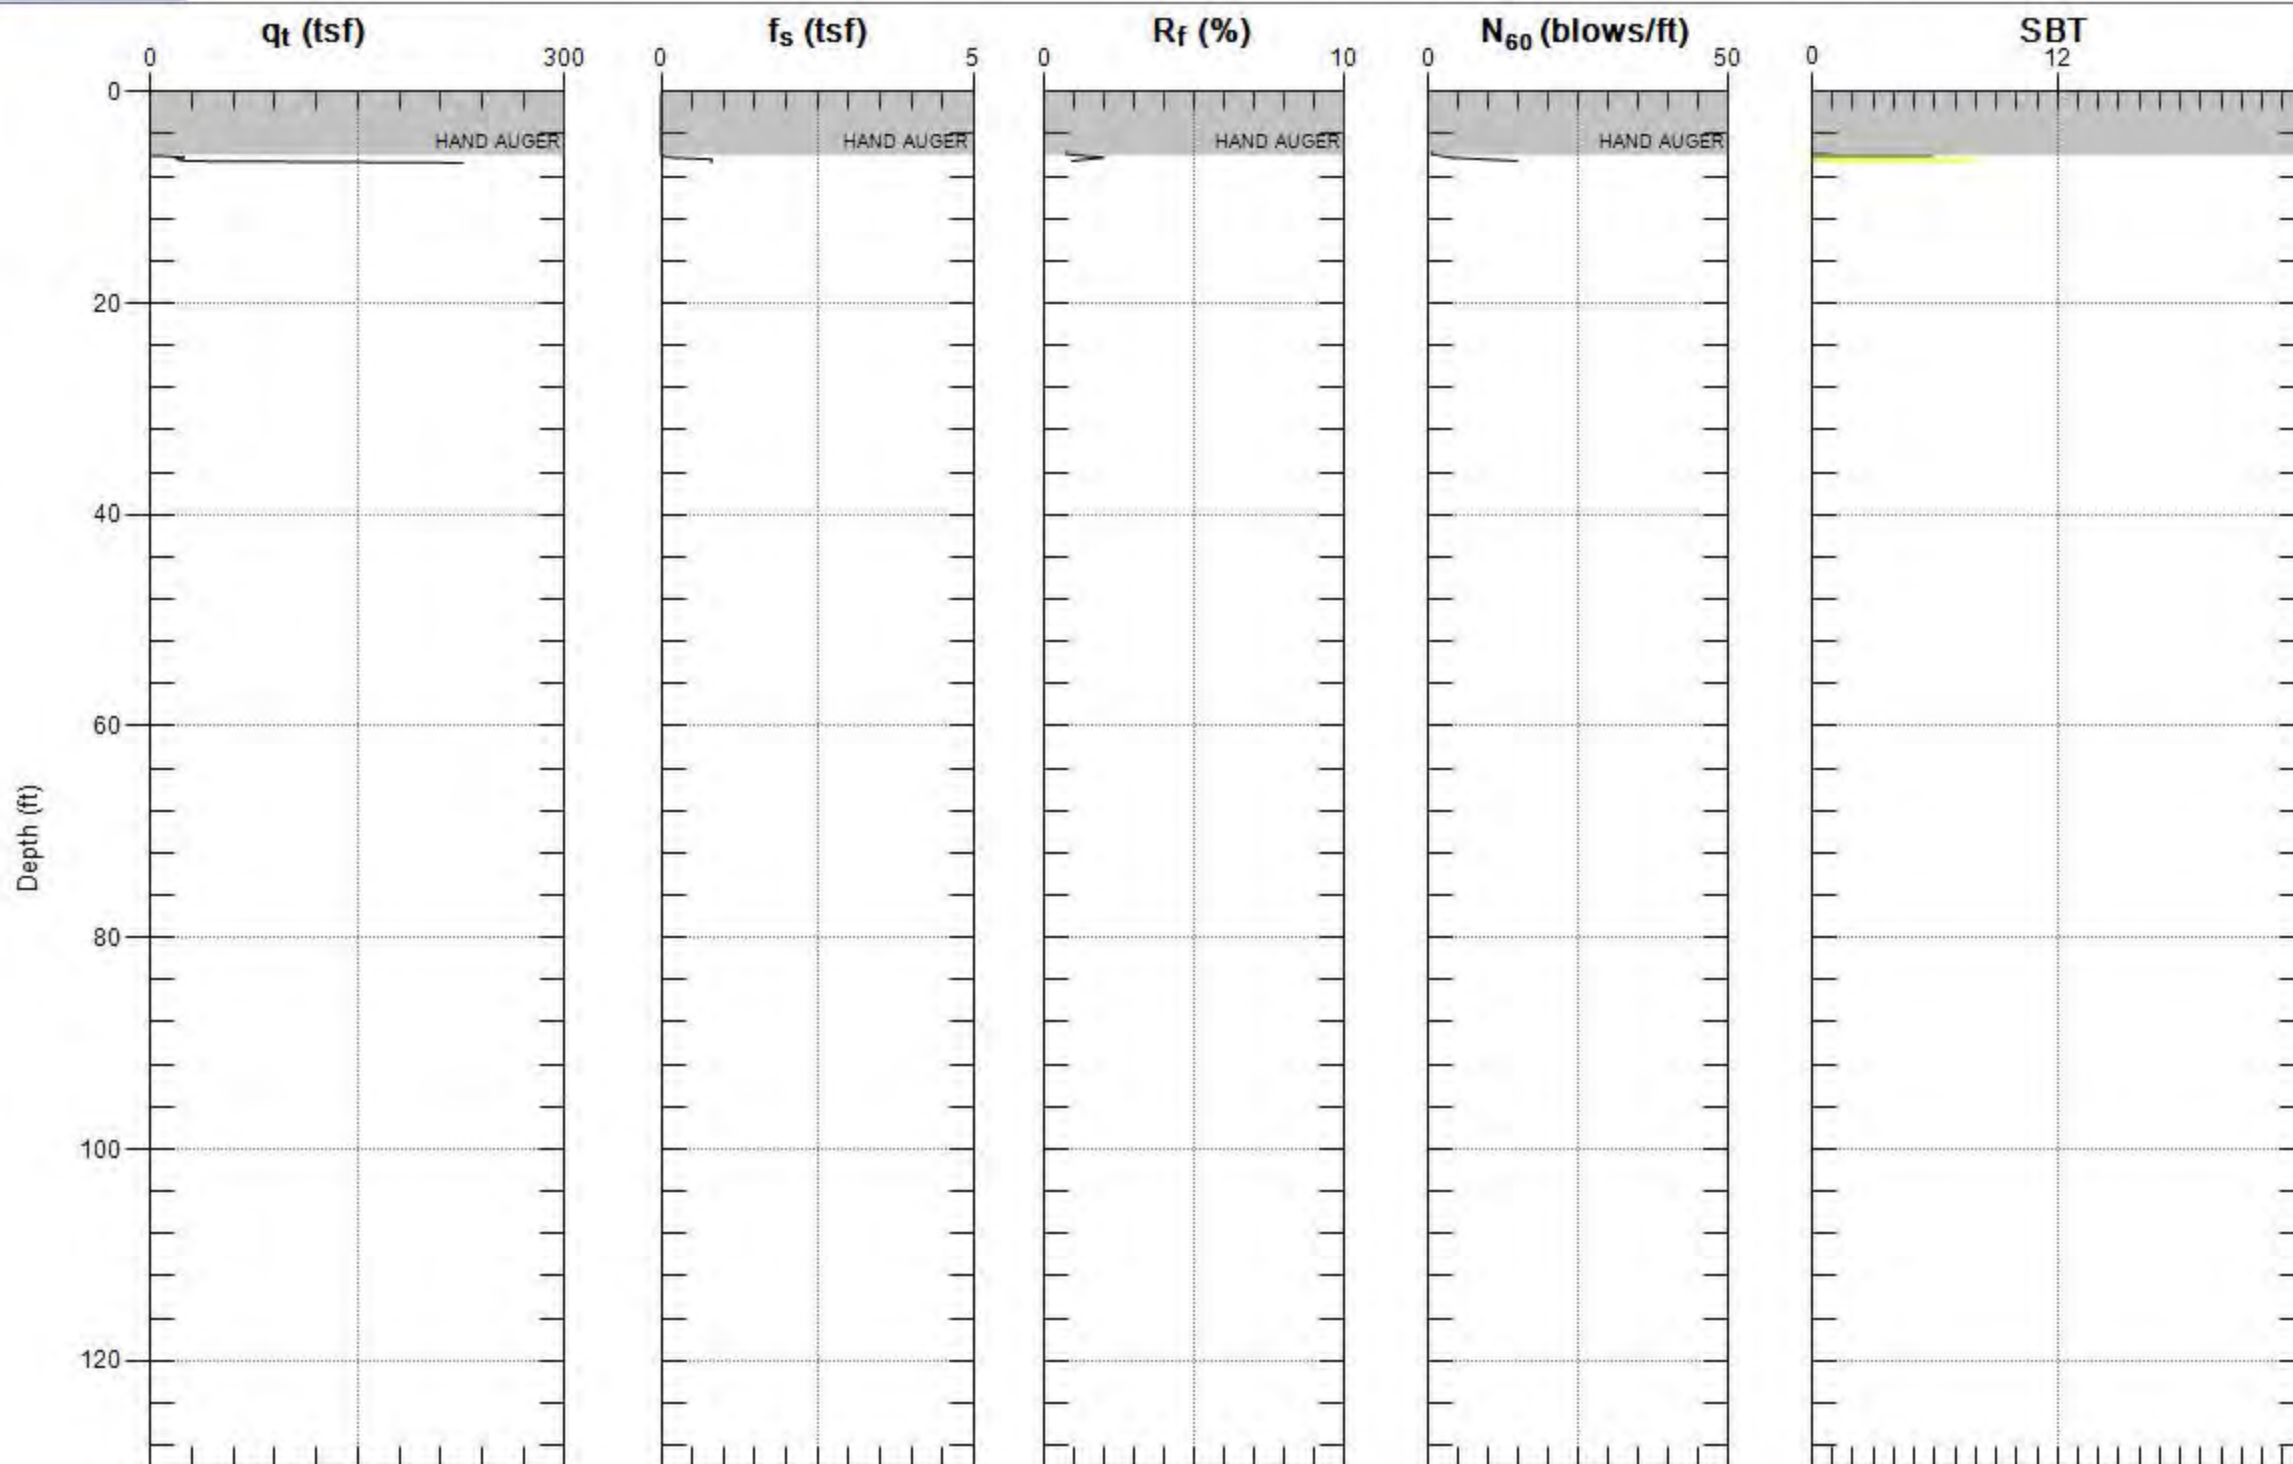 qt (tsf) fs (tsf) Rf (%) N60 (blows/ft) SBT
0 300 0 5 0 10 0 50 0 12
0
HAND AUGER HAND AUGER HAND AUGER HAND AUGER
20
40
60
Depth (ft)
80
100
120